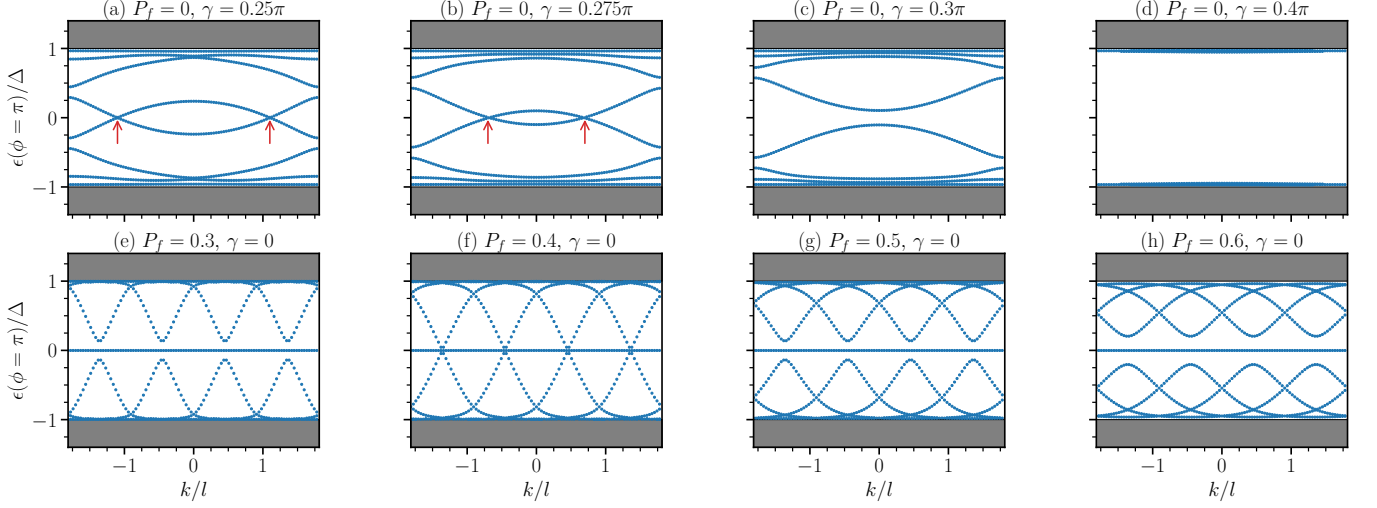 (a) P_f = 0, γ = 0.25π
(b) P_f = 0, γ = 0.275π
(c) P_f = 0, γ = 0.3π
(d) P_f = 0, γ = 0.4π
ϵ(ϕ = π)/Δ
1
0
−1
(e) P_f = 0.3, γ = 0
(f) P_f = 0.4, γ = 0
(g) P_f = 0.5, γ = 0
(h) P_f = 0.6, γ = 0
ϵ(ϕ = π)/Δ
1
0
−1
−1 0 1
−1 0 1
−1 0 1
−1 0 1
k/l
k/l
k/l
k/l